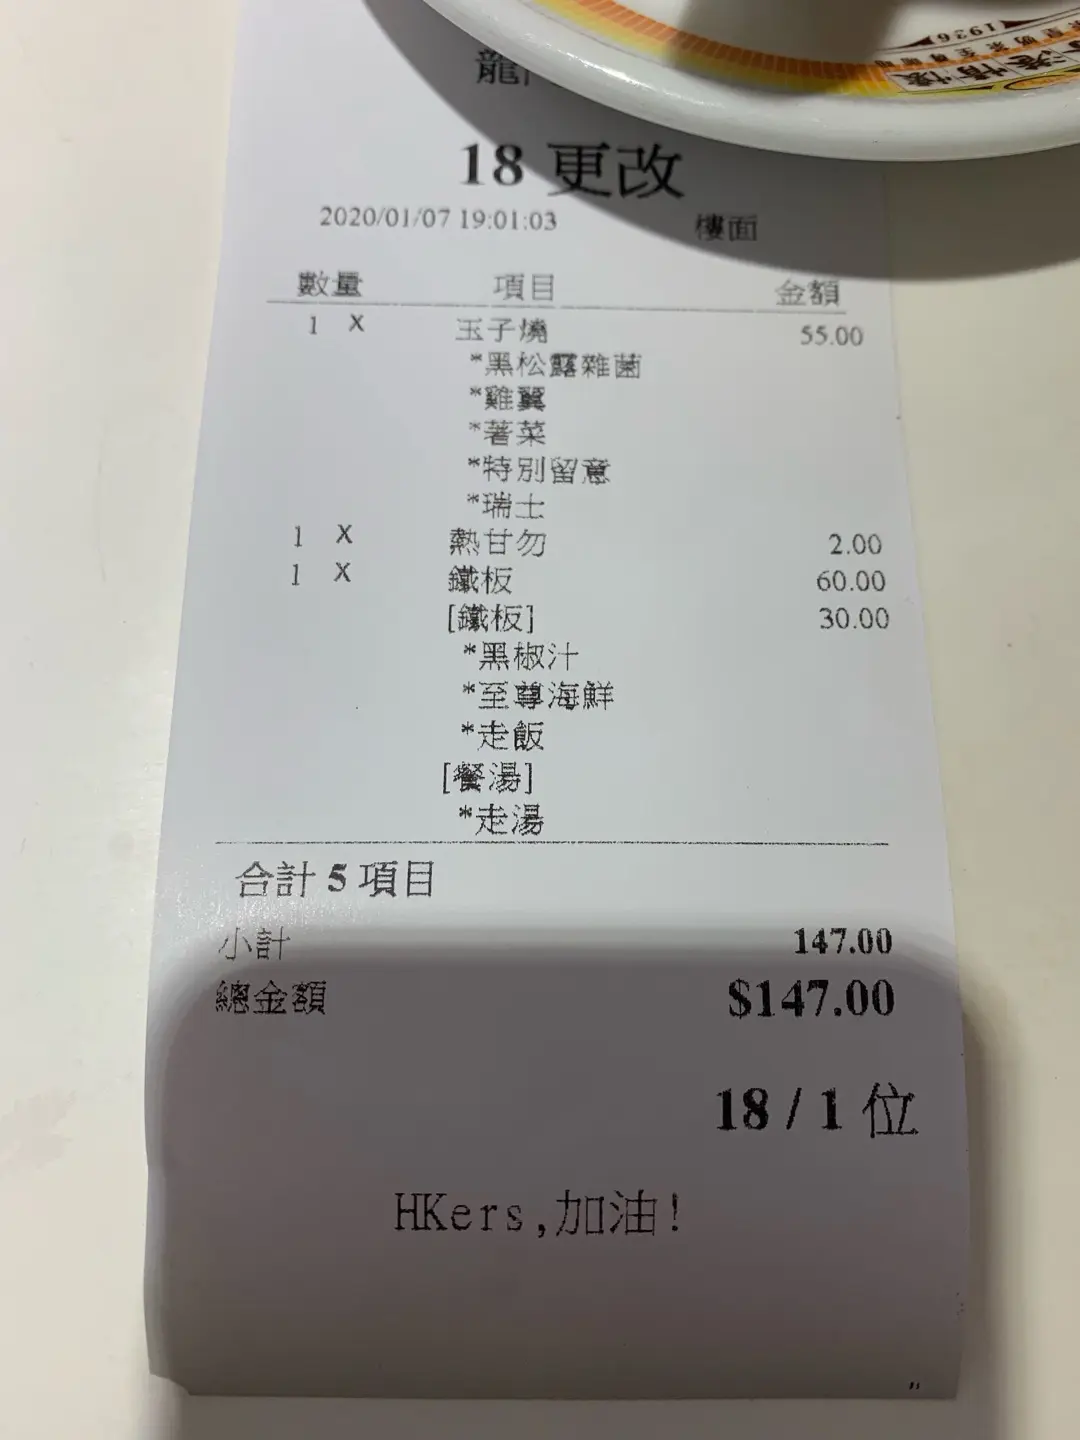 1936
港情懷
龍
18 更改
2020/01/07 19:01:03 樓面
數量 項目 金額
1 X 玉子燒 55.00
*黑松露雜菌
*雞翼
*薯菜
*特別留意
*瑞士
1 X 熱甘勿 2.00
1 X 鐵板 60.00
[鐵板] 30.00
*黑椒汁
*至尊海鮮
*走飯
[餐湯]
*走湯
合計 5 項目
小計 147.00
總金額 $147.00
18 / 1 位
HKers,加油!